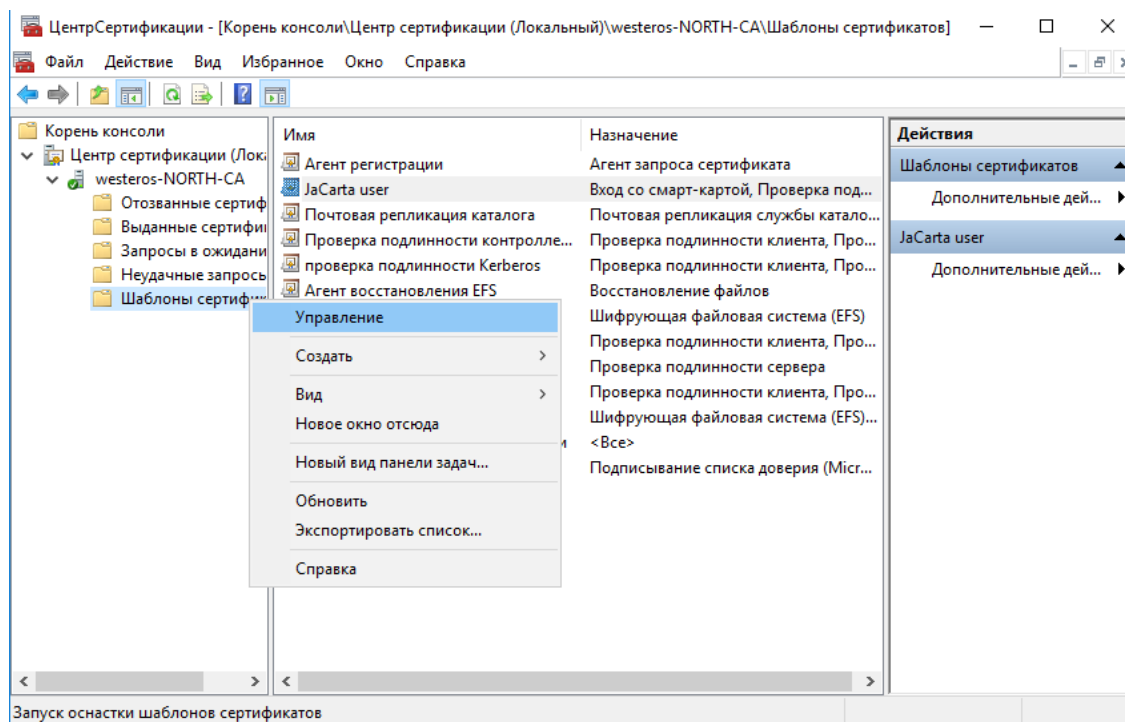 ЦентрСертификации - [Корень консоли\Центр сертификации (Локальный)\westeros-NORTH-CA\Шаблоны сертификатов]
Файл Действие Вид Избранное Окно Справка
Корень консоли
Центр сертификации (Лока
westeros-NORTH-CA
Отозванные сертиф
Выданные сертифи
Запросы в ожидани
Неудачные запрось
Шаблоны сертифик
Имя Назначение
Агент регистрации Агент запроса сертификата
JaCarta user Вход со смарт-картой, Проверка под...
Почтовая репликация каталога Почтовая репликация службы катало...
Проверка подлинности контролле... Проверка подлинности клиента, Про...
проверка подлинности Kerberos Проверка подлинности клиента, Про...
Агент восстановления EFS Восстановление файлов
Шифрующая файловая система (EFS)
Проверка подлинности клиента, Про...
Проверка подлинности сервера
Проверка подлинности клиента, Про...
Шифрующая файловая система (EFS)...
и <Все>
Подписывание списка доверия (Micr...
Управление
Создать
Вид
Новое окно отсюда
Новый вид панели задач...
Обновить
Экспортировать список...
Справка
Действия
Шаблоны сертификатов
Дополнительные дей...
JaCarta user
Дополнительные дей...
Запуск оснастки шаблонов сертификатов